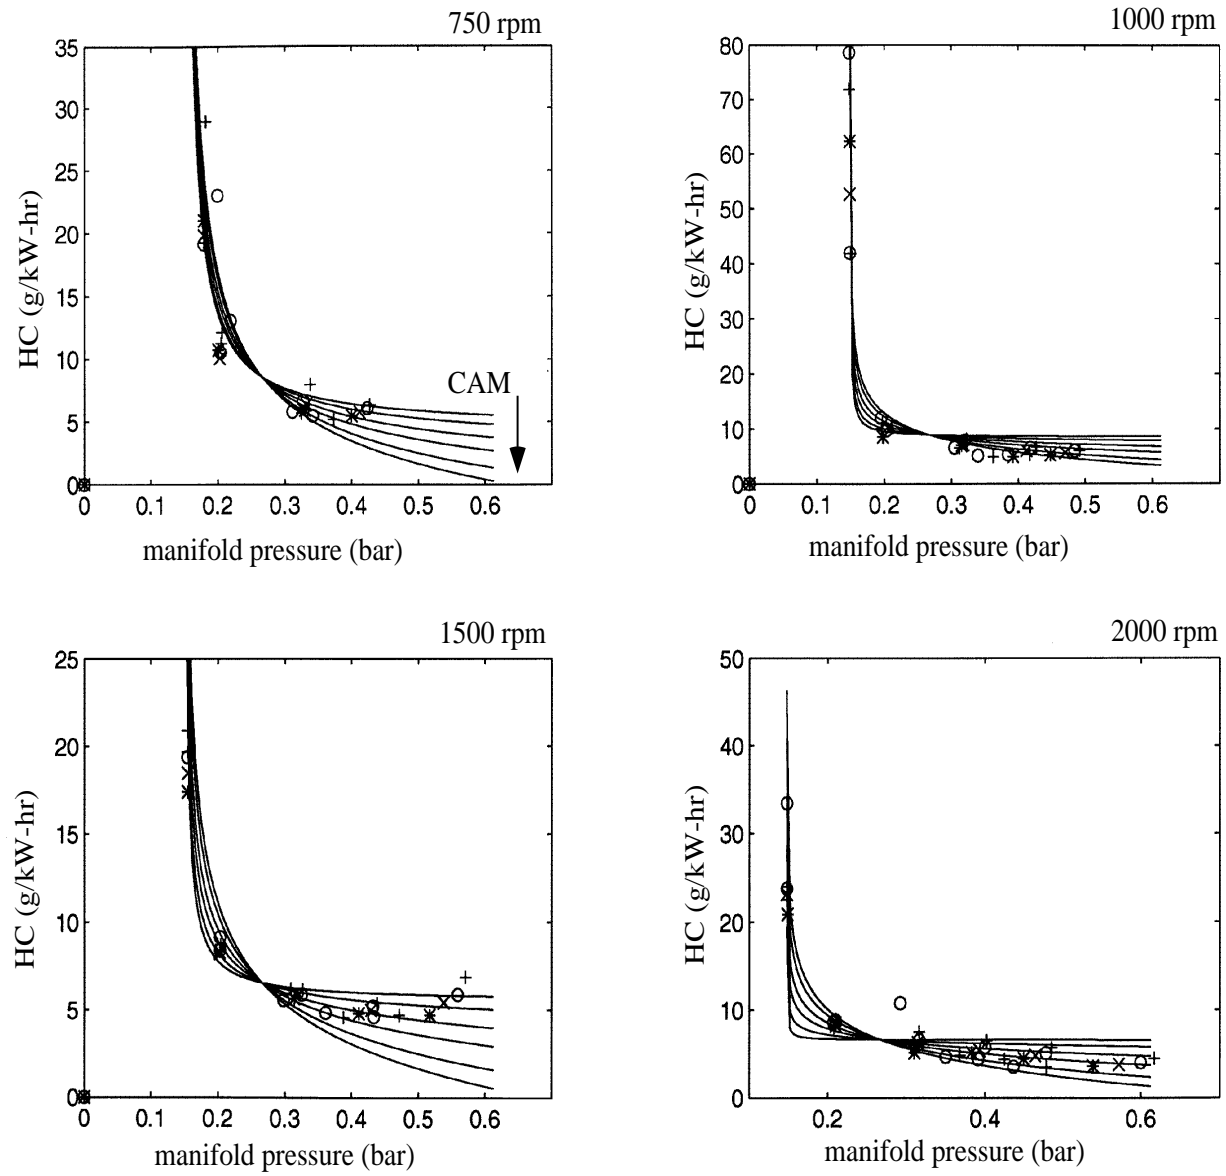 750 rpm
35
30
25
20
15
10
5
0
HC (g/kW-hr)
CAM
0 0.1 0.2 0.3 0.4 0.5 0.6
manifold pressure (bar)
1000 rpm
80
70
60
50
40
30
20
10
0
HC (g/kW-hr)
0 0.1 0.2 0.3 0.4 0.5 0.6
manifold pressure (bar)
1500 rpm
25
20
15
10
5
0
HC (g/kW-hr)
0 0.1 0.2 0.3 0.4 0.5 0.6
manifold pressure (bar)
2000 rpm
50
40
30
20
10
0
HC (g/kW-hr)
0.2 0.4 0.6
manifold pressure (bar)